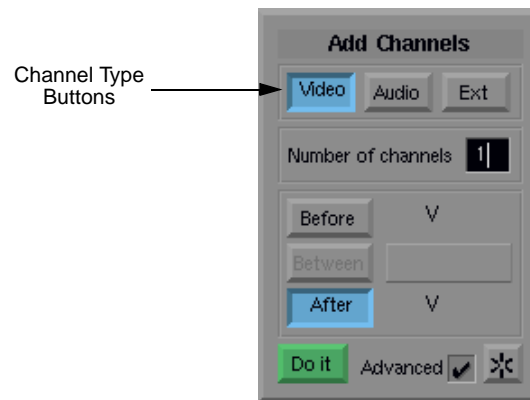 Add Channels
Channel Type
Buttons
Video Audio Ext
Number of channels 1
Before V
Between
After V
Do it Advanced